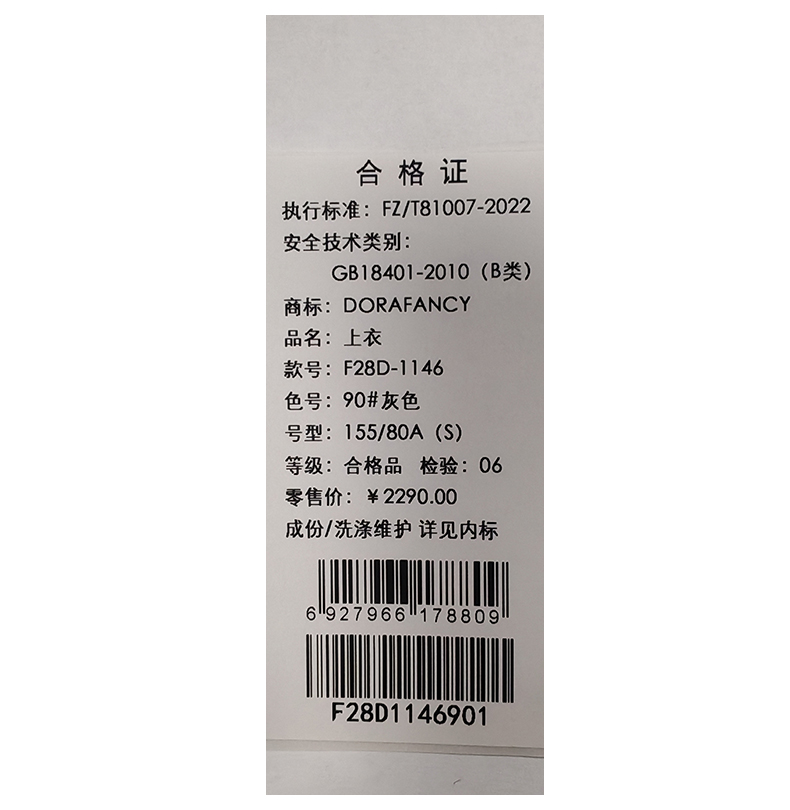 合格证
执行标准：FZ/T81007-2022
安全技术类别：
GB18401-2010（B类）
商标：DORAFANCY
品名：上衣
款号：F28D-1146
色号：90#灰色
号型：155/80A（S）
等级：合格品 检验：06
零售价：￥2290.00
成份/洗涤维护 详见内标
6 927966 178809
F28D1146901